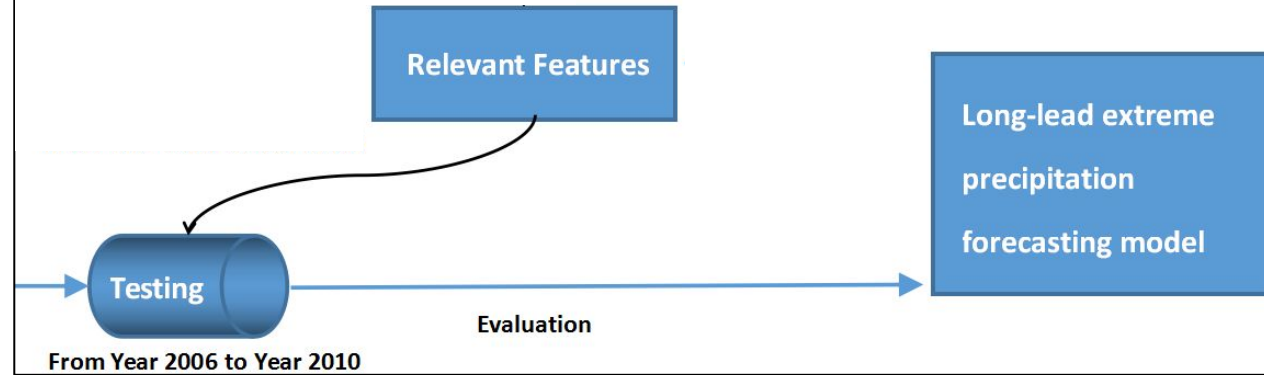 Relevant Features
Long-lead extreme
precipitation
forecasting model
Testing
Evaluation
From Year 2006 to Year 2010